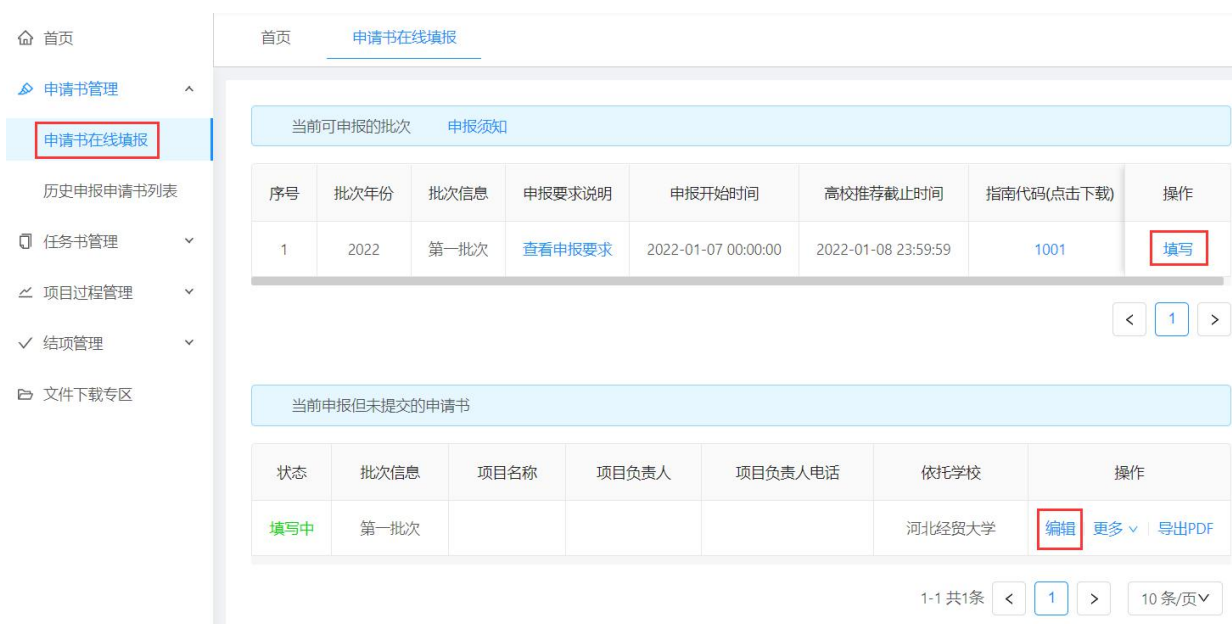 首页
申请书管理
申请书在线填报
历史申报申请书列表
任务书管理
项目过程管理
结项管理
文件下载专区
首页 申请书在线填报
当前可申报的批次 申报须知
序号 批次年份 批次信息 申报要求说明 申报开始时间 高校推荐截止时间 指南代码(点击下载) 操作
1 2022 第一批次 查看申报要求 2022-01-07 00:00:00 2022-01-08 23:59:59 1001 填写
< 1 >
当前申报但未提交的申请书
状态 批次信息 项目名称 项目负责人 项目负责人电话 依托学校 操作
填写中 第一批次 河北经贸大学 编辑 更多 导出PDF
1-1 共1条 < 1 > 10 条/页